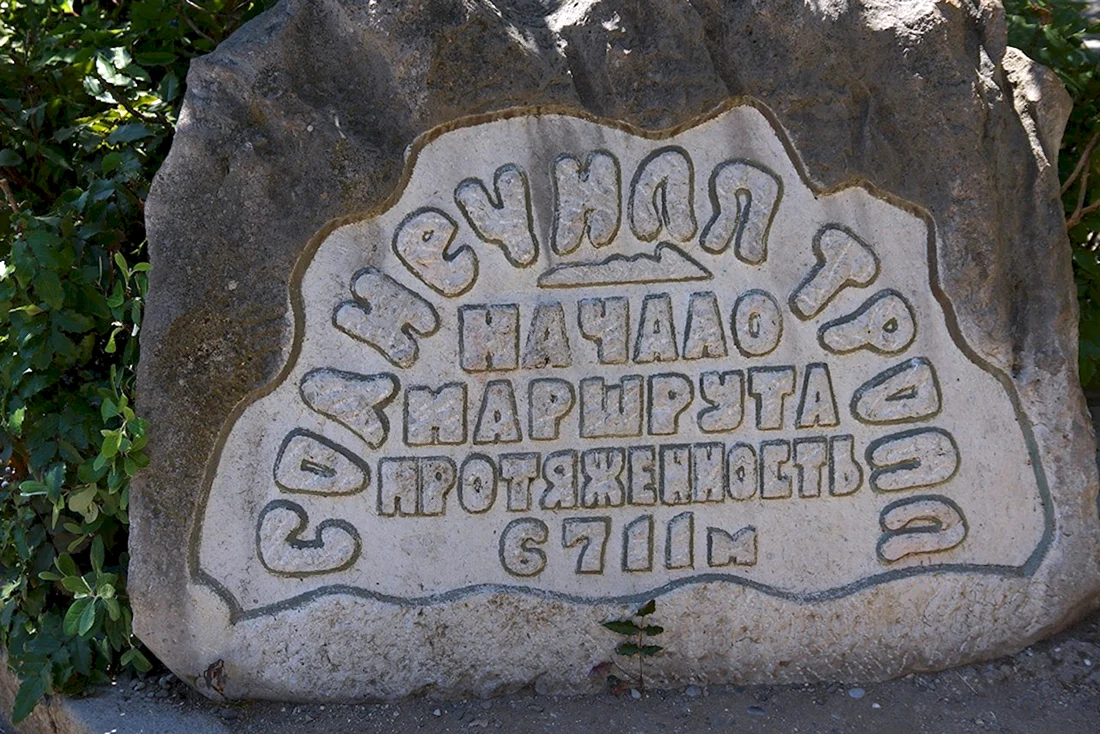 СОЛНЕЧНАЯ ТРОПА
НАЧАЛО
МАРШРУТА
ПРОТЯЖЕННОСТЬ
6711 м